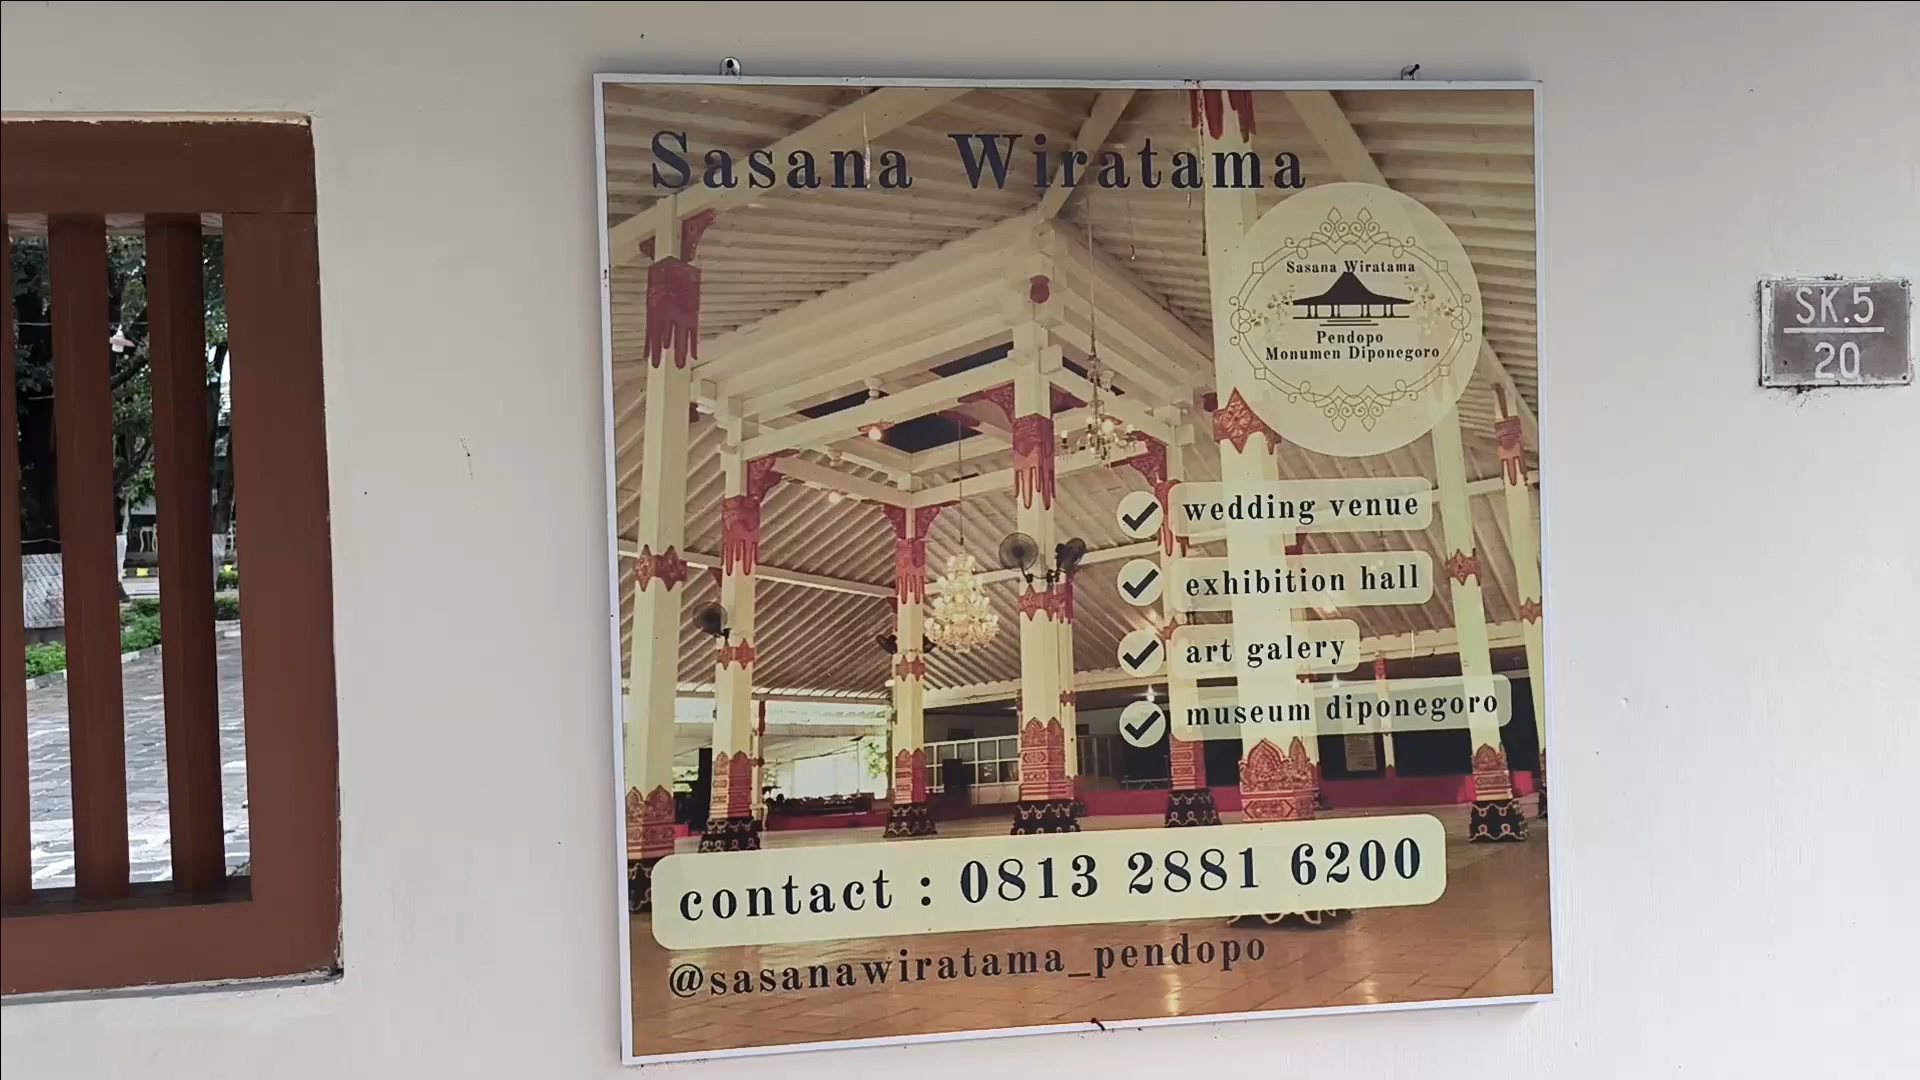 Sasana Wiratama
Sasana Wiratama
Pendopo
Monumen Diponegoro
wedding venue
exhibition hall
art galery
museum diponegoro
contact : 0813 2881 6200
@sasanawiratama_pendopo
SK.5
20